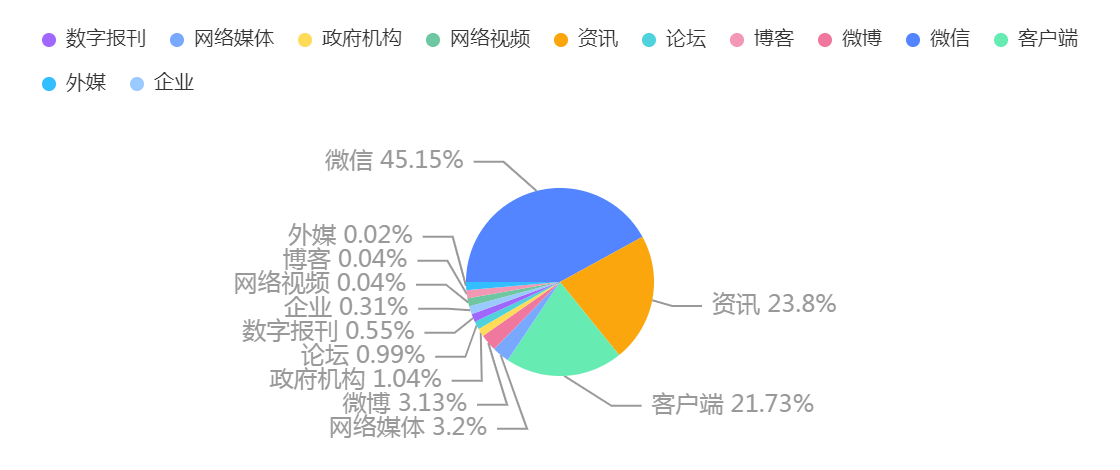 数字报刊 网络媒体 政府机构 网络视频 资讯 论坛 博客 微博 微信 客户端
外媒 企业
微信 45.15%
外媒 0.02%
博客 0.04%
网络视频 0.04%
企业 0.31%
资讯 23.8%
数字报刊 0.55%
论坛 0.99%
政府机构 1.04%
微博 3.13%
客户端 21.73%
网络媒体 3.2%